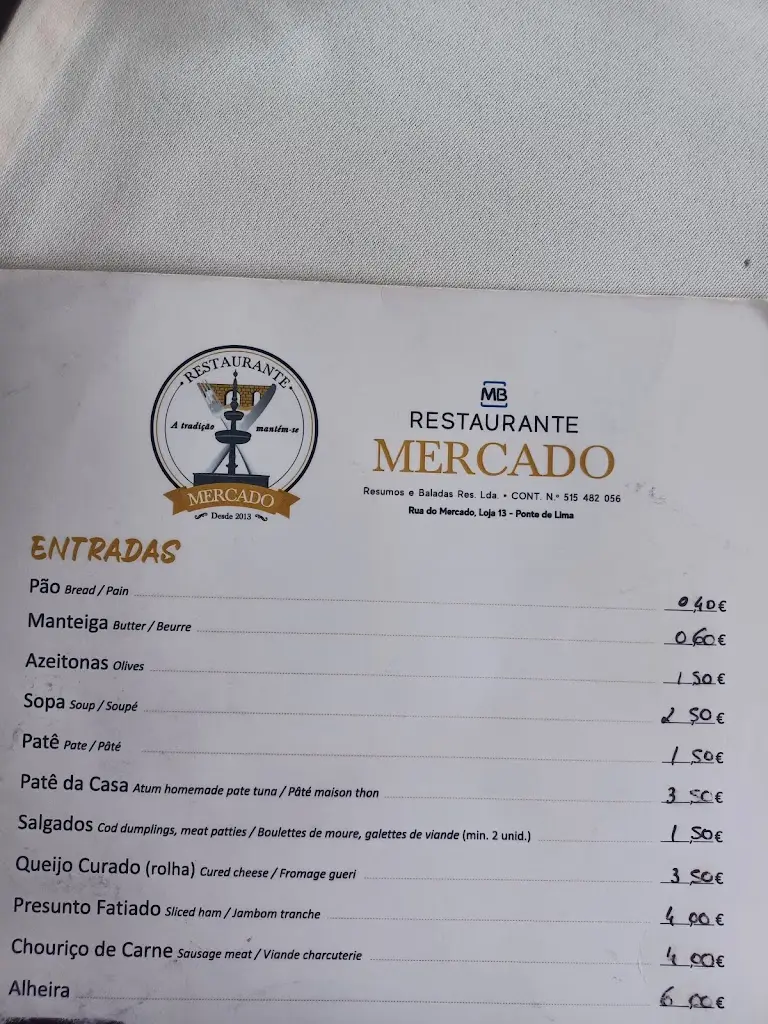 RESTAURANTE
A tradição mantém-se
MERCADO
Desde 2013
MB
RESTAURANTE
MERCADO
Resumos e Baladas Res. Lda. • CONT. N.º 515 482 056
Rua do Mercado, Loja 13 - Ponte de Lima
ENTRADAS
Pão Bread / Pain 0 40 €
Manteiga Butter / Beurre 0 60 €
Azeitonas Olives 1 50 €
Sopa Soup / Soupé 2 50 €
Patê Pate / Pâté 1 50 €
Patê da Casa Atum homemade pate tuna / Pâté maison thon 3 50 €
Salgados Cod dumplings, meat patties / Boulettes de moure, galettes de viande (min. 2 unid.) 1 50 €
Queijo Curado (rolha) Cured cheese / Fromage gueri 3 50 €
Presunto Fatiado Sliced ham / Jambom tranche 4 00 €
Chouriço de Carne Sausage meat / Viande charcuterie 4 00 €
Alheira 6 00 €